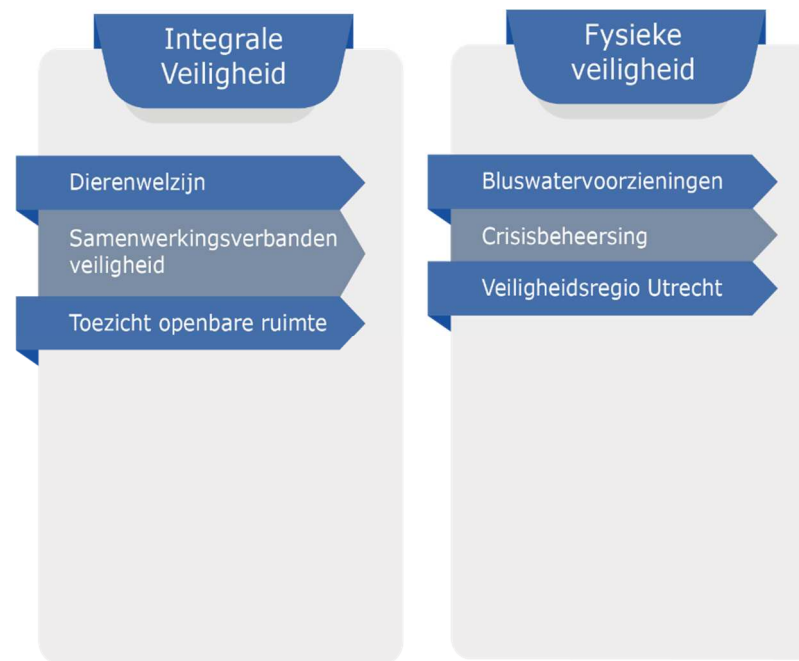 Integrale
Veiligheid
Dierenwelzijn
Samenwerkingsverbanden
veiligheid
Toezicht openbare ruimte
Fysieke
veiligheid
Bluswatervoorzieningen
Crisisbeheersing
Veiligheidsregio Utrecht